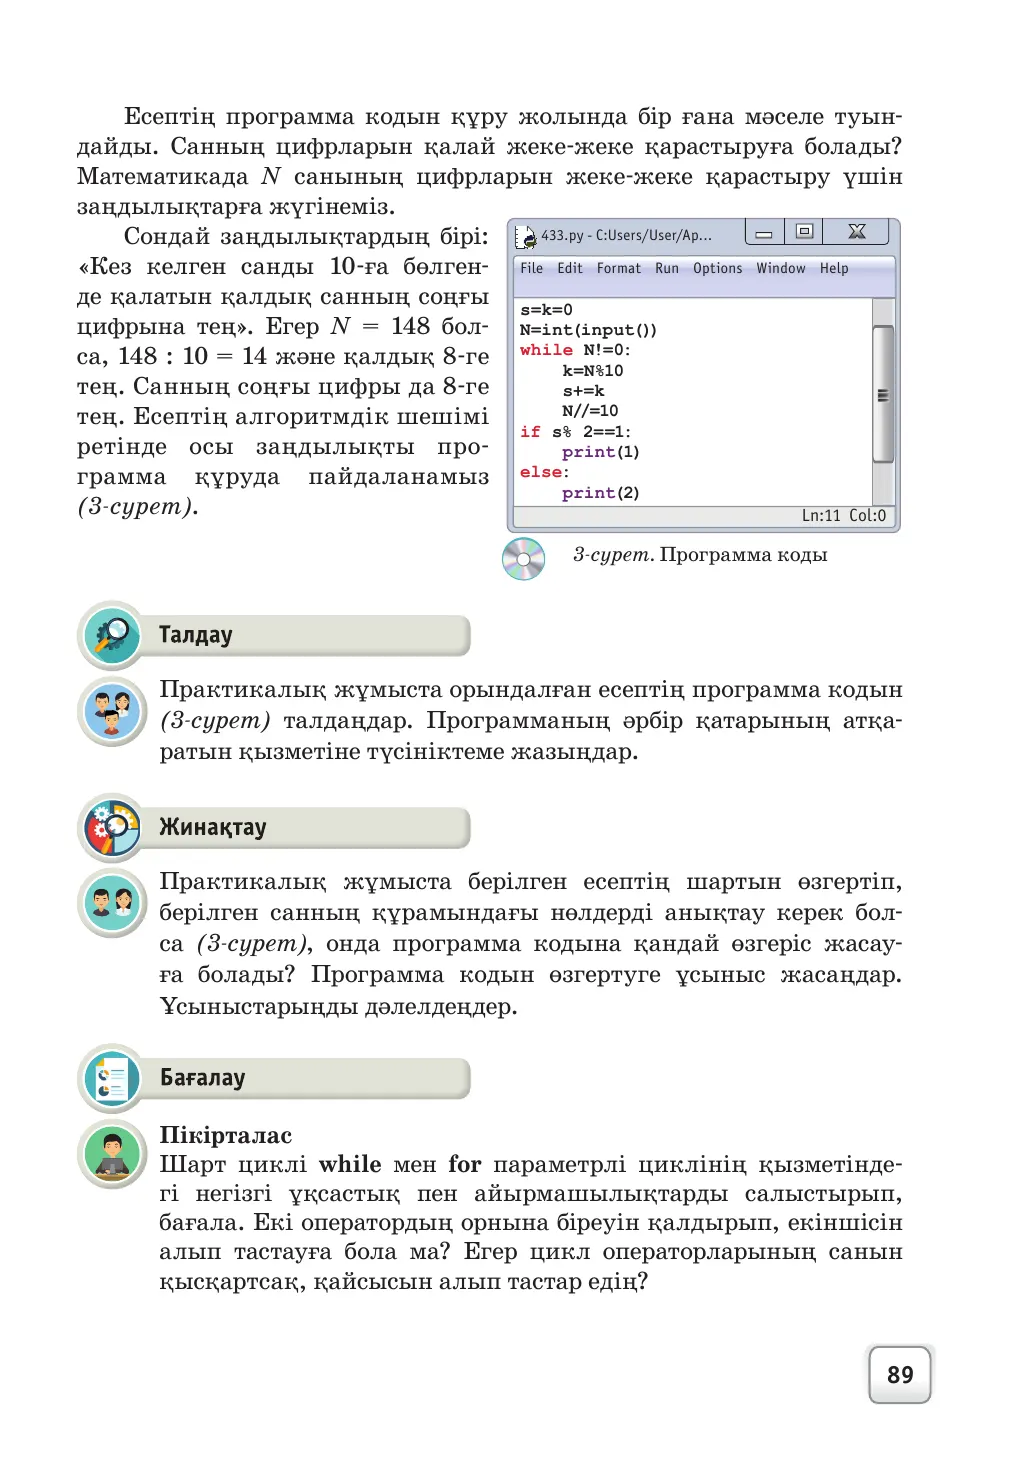 Есептің программа кодын құру жолында бір ғана мәселе туын-
дайды. Санның цифрларын қалай жеке-жеке қарастыруға болады?
Математикада N санының цифрларын жеке-жеке қарастыру үшін
заңдылықтарға жүгінеміз.
Сондай заңдылықтардың бірі:
«Кез келген санды 10-ға бөлген-
де қалатын қалдық санның соңғы
цифрына тең». Егер N = 148 бол-
са, 148 : 10 = 14 және қалдық 8-ге
тең. Санның соңғы цифры да 8-ге
тең. Есептің алгоритмдік шешімі
ретінде осы заңдылықты про-
грамма құруда пайдаланамыз
(3-сурет).
433.py - C:Users/User/Ap...
File Edit Format Run Options Window Help
s=k=0
N=int(input())
while N!=0:
k=N%10
s+=k
N//=10
if s% 2==1:
print(1)
else:
print(2)
Ln:11 Col:0
3-сурет. Программа коды
Талдау
Практикалық жұмыста орындалған есептің программа кодын
(3-сурет) талдаңдар. Программаның әрбір қатарының атқа-
ратын қызметіне түсініктеме жазыңдар.
Жинақтау
Практикалық жұмыста берілген есептің шартын өзгертіп,
берілген санның құрамындағы нөлдерді анықтау керек бол-
са (3-сурет), онда программа кодына қандай өзгеріс жасау-
ға болады? Программа кодын өзгертуге ұсыныс жасаңдар.
Ұсыныстарыңды дәлелдеңдер.
Бағалау
Пікірталас
Шарт циклі while мен for параметрлі циклінің қызметінде-
гі негізгі ұқсастық пен айырмашылықтарды салыстырып,
бағала. Екі оператордың орнына біреуін қалдырып, екіншісін
алып тастауға бола ма? Егер цикл операторларының санын
қысқартсақ, қайсысын алып тастар едің?
89